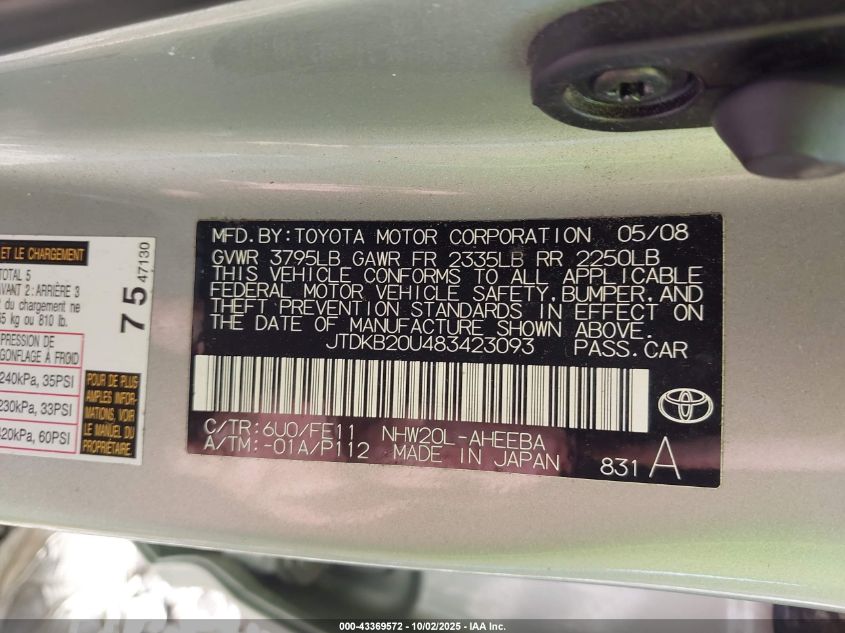 ET LE CHARGEMENT
TOTAL 5
AVANT 2: ARRIÈRE 3
du chargement ne
kg ou 810 lb.
PRESSION DE
GONFLAGE À FROID
240kPa, 35PSI
230kPa, 33PSI
420kPa, 60PSI
POUR DE PLUS
AMPLES INFOR-
MATIONS, VOIR
LE MANUEL DU
PROPRIÉTAIRE.
75 47130
MFD.BY:TOYOTA MOTOR CORPORATION 05/08
GVWR 3795LB GAWR FR 2335LB RR 2250LB
THIS VEHICLE CONFORMS TO ALL APPLICABLE
FEDERAL MOTOR VEHICLE SAFETY,BUMPER,AND
THEFT PREVENTION STANDARDS IN EFFECT ON
THE DATE OF MANUFACTURE SHOWN ABOVE.
JTDKB20U483423093 PASS.CAR
C/TR:6U0/FE11 NHW20L-AHEEBA
A/TM:-01A/P112 MADE IN JAPAN
831 A
000-43369572 | 10/02/2025 - IAA Inc.